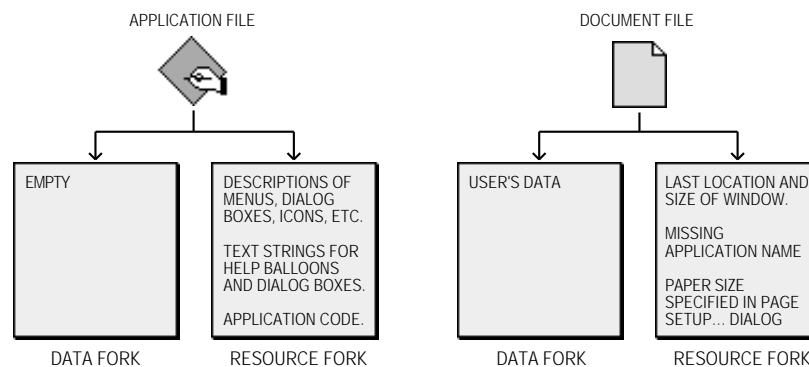 APPLICATION FILE
EMPTY
DATA FORK
DESCRIPTIONS OF
MENUS, DIALOG
BOXES, ICONS, ETC.
TEXT STRINGS FOR
HELP BALLOONS
AND DIALOG BOXES.
APPLICATION CODE.
RESOURCE FORK
DOCUMENT FILE
USER'S DATA
DATA FORK
LAST LOCATION AND
SIZE OF WINDOW.
MISSING
APPLICATION NAME
PAPER SIZE
SPECIFIED IN PAGE
SETUP... DIALOG
RESOURCE FORK